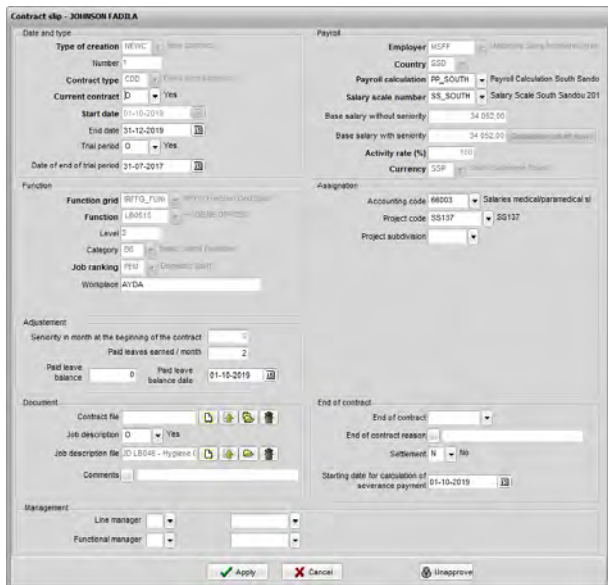 Contract slip - JOHNSON FADILA
Date and type
Type of creation NEWC
Number 1
Contract type CDD
Current contract O Yes
Start date 01-10-2019
End date 31-12-2019
Trial period O Yes
Date of end of trial period 31-07-2017
Payroll
Employer MSFF
Country SSD
Payroll calculation PP_SOUTH Payroll Calculation South Sando
Salary scale number SS_SOUTH Salary Scale South Sandou 201
Base salary without seniority 34 052,00
Base salary with seniority 34 052,00
Activity rate (%) 100
Currency SSP
Function
Function grid IRFFG_FUN
Function LB0515
Level 2
Category
Job ranking
Workplace AYDA
Assignation
Accounting code 66003 Salaries medical/paramedical sl
Project code SS137 SS137
Project subdivision
Adjustement
Seniority in month at the beginning of the contract
Paid leaves earned / month 2
Paid leave balance 0 Paid leave balance date 01-10-2019
Document
Contract file
Job description O Yes
Job description file JD LB046 - Hygiene
Comments
End of contract
End of contract
End of contract reason
Settlement N No
Starting date for calculation of severance payment 01-10-2019
Management
Line manager
Functional manager
Apply
Cancel
Unapprove